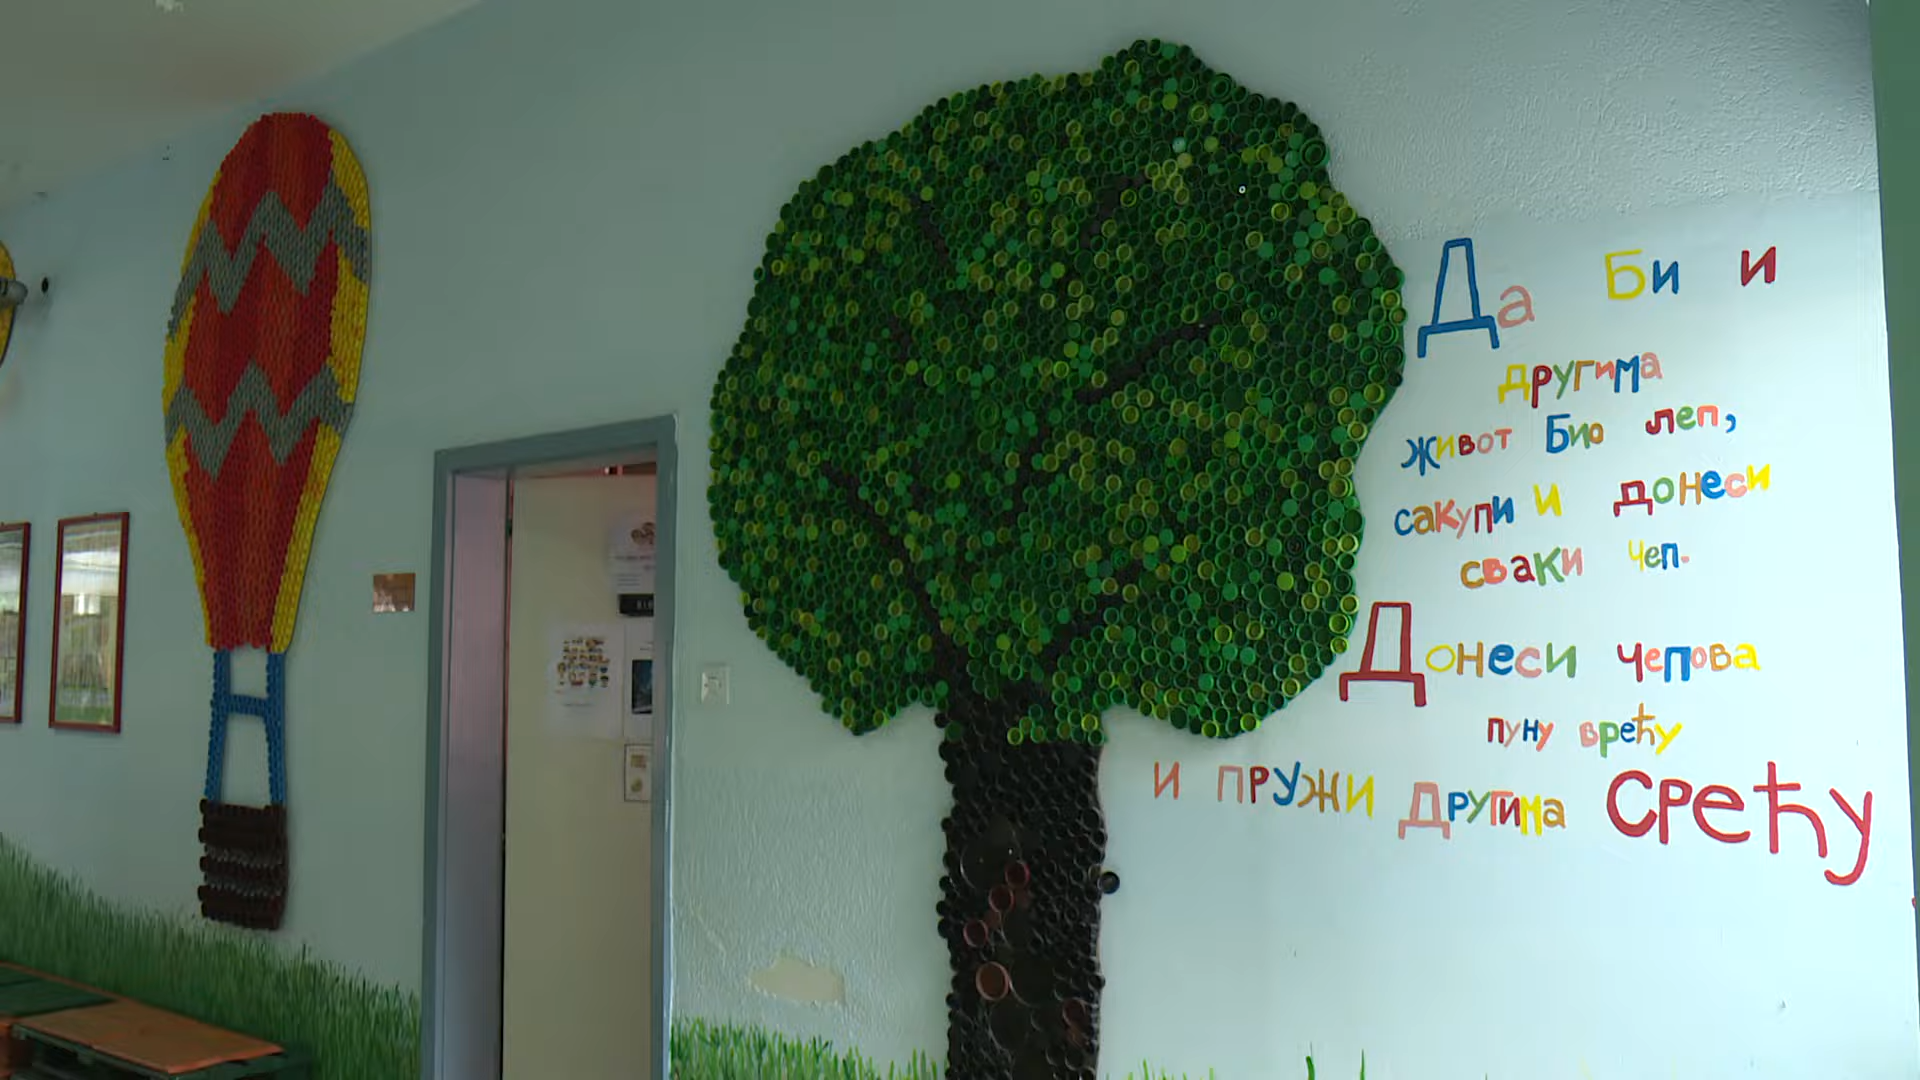 Да Би и
другима
живот Био леп,
сакупи и донеси
сваки чеп.
Донеси чепова
пуну врећу
и пружи Другима Срећу